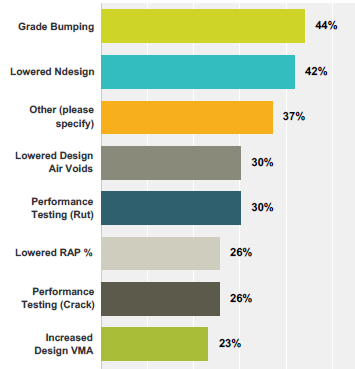 Grade Bumping 44%
Lowered Ndesign 42%
Other (please
specify) 37%
Lowered Design
Air Voids 30%
Performance
Testing (Rut) 30%
Lowered RAP % 26%
Performance
Testing (Crack) 26%
Increased
Design VMA 23%